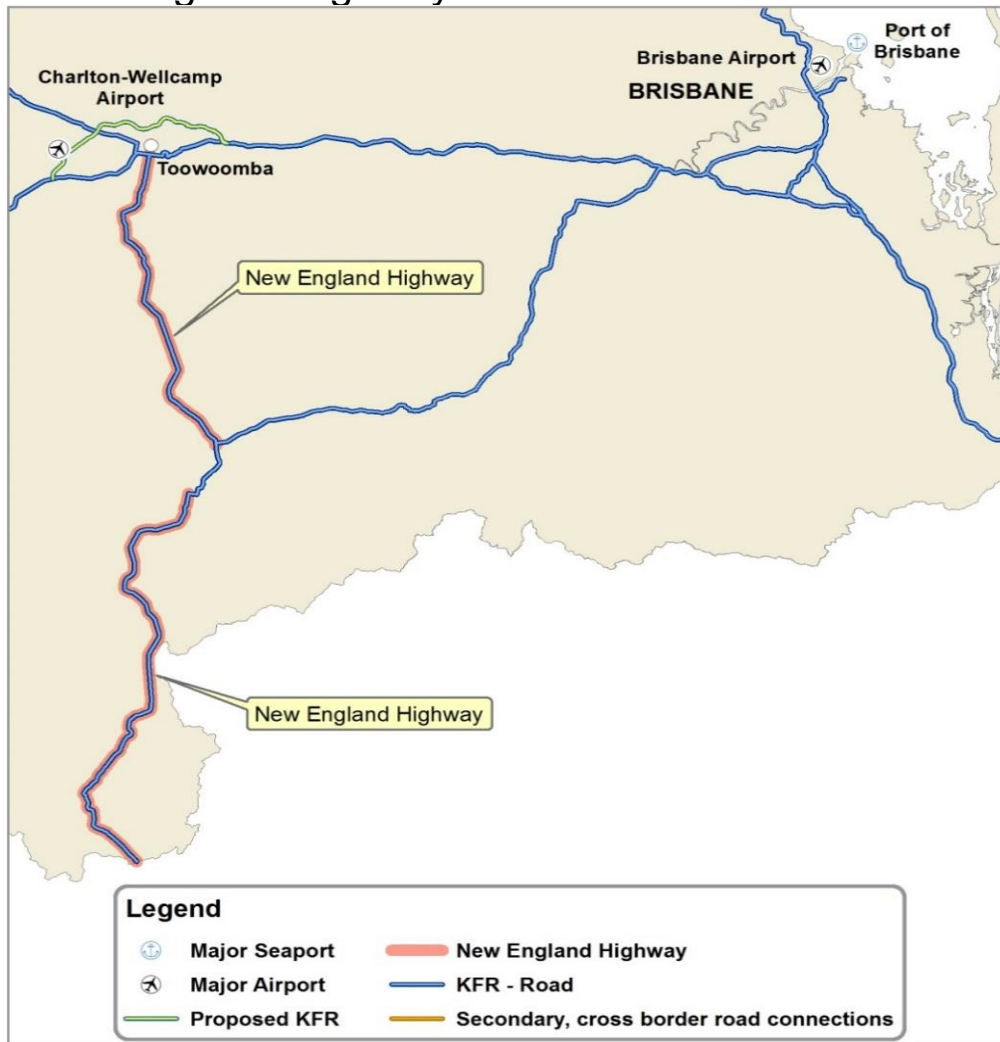 Port of
Brisbane
Brisbane Airport
BRISBANE
Charlton-Wellcamp
Airport
Toowoomba
New England Highway
New England Highway
Legend
Major Seaport
New England Highway
Major Airport
KFR - Road
Proposed KFR
Secondary, cross border road connections